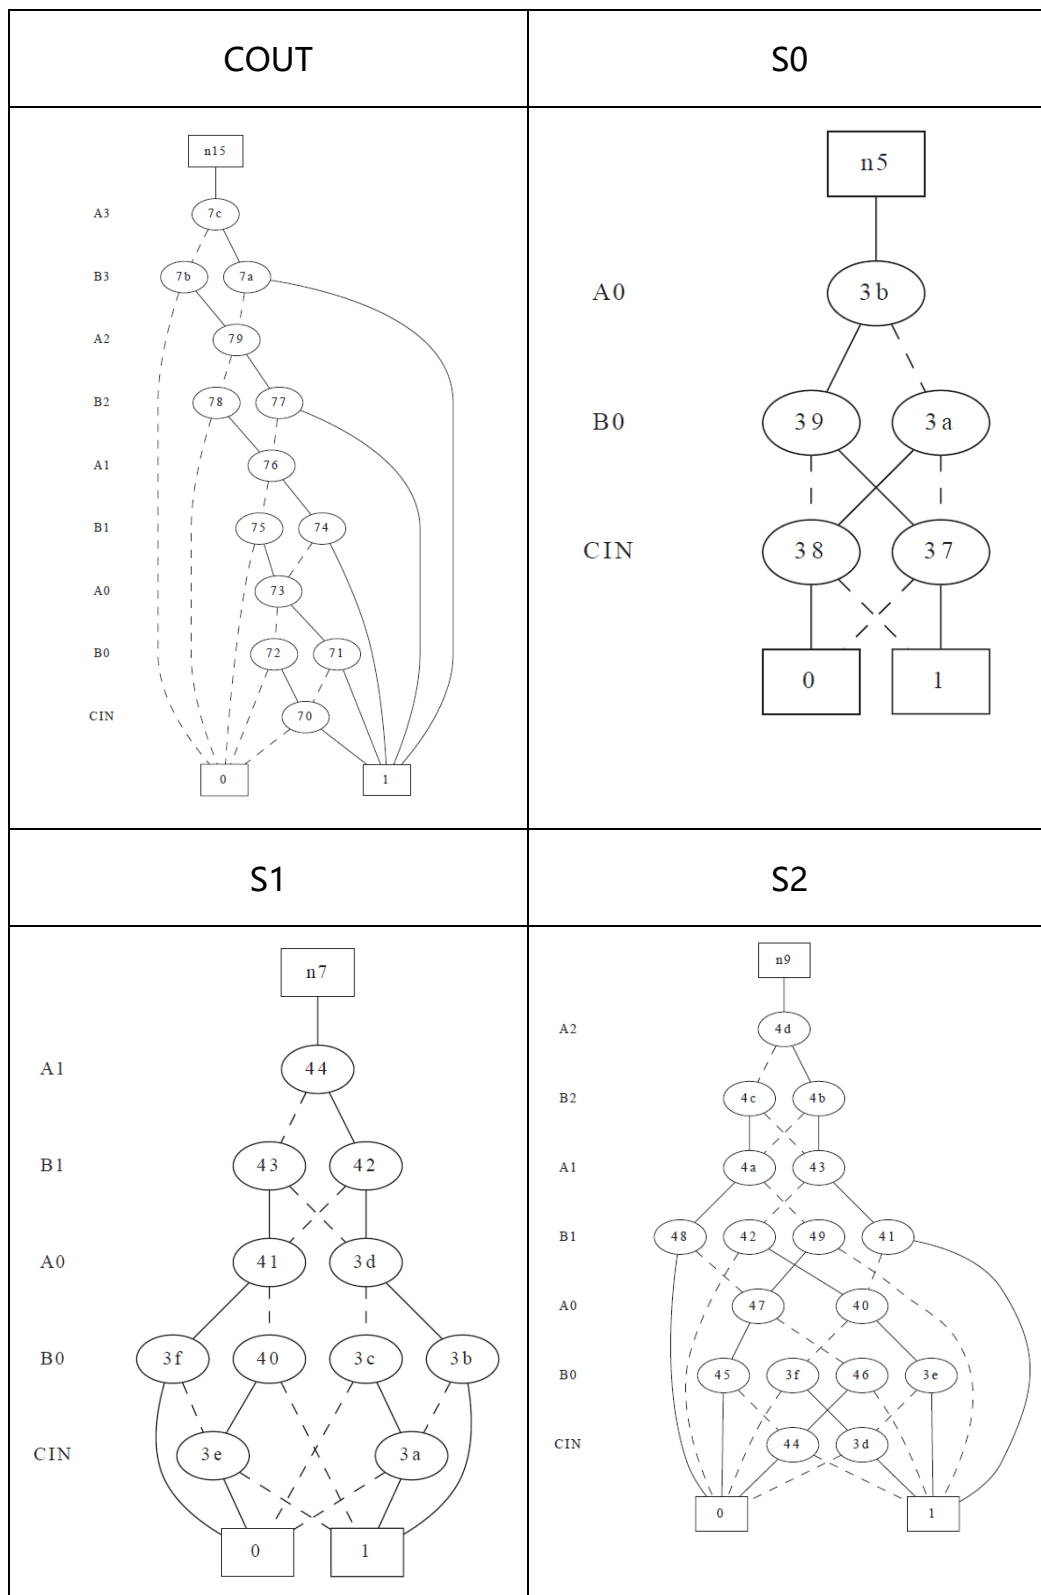 COUT S0
n15
A3 7c
B3 7b 7a
A2 79
B2 78 77
A1 76
B1 75 74
A0 73
B0 72 71
CIN 70
0 1
n5
A0 3b
B0 39 3a
CIN 38 37
0 1
S1 S2
n7
A1 44
B1 43 42
A0 41 3d
B0 3f 40 3c 3b
CIN 3e 3a
0 1
n9
A2 4d
B2 4c 4b
A1 4a 43
B1 48 42 49 41
A0 47 40
B0 45 3f 46 3e
CIN 44 3d
0 1